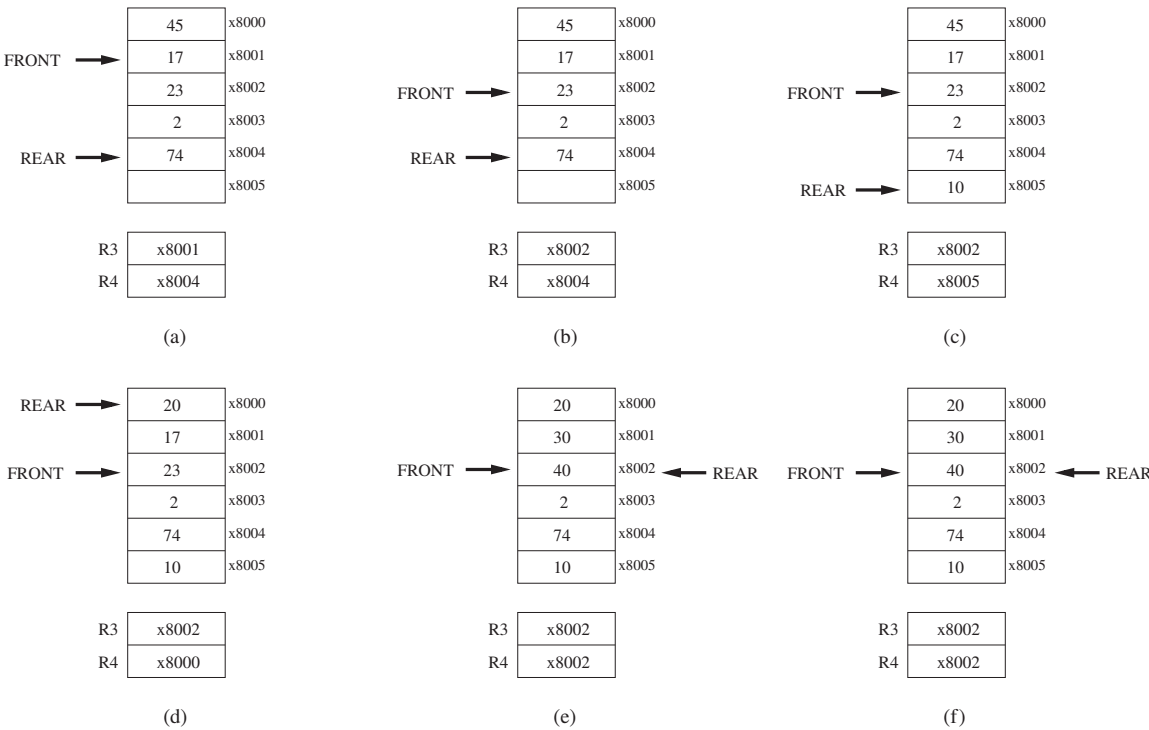 45 x8000 45 x8000 45 x8000
FRONT 17 x8001 17 x8001 17 x8001
23 x8002 FRONT 23 x8002 FRONT 23 x8002
2 x8003 2 x8003 2 x8003
REAR 74 x8004 REAR 74 x8004 74 x8004
x8005 x8005 REAR 10 x8005
R3 x8001 R3 x8002 R3 x8002
R4 x8004 R4 x8004 R4 x8005
(a) (b) (c)
REAR 20 x8000 20 x8000 20 x8000
17 x8001 30 x8001 30 x8001
FRONT 23 x8002 FRONT 40 x8002 REAR FRONT 40 x8002 REAR
2 x8003 2 x8003 2 x8003
74 x8004 74 x8004 74 x8004
10 x8005 10 x8005 10 x8005
R3 x8002 R3 x8002 R3 x8002
R4 x8000 R4 x8002 R4 x8002
(d) (e) (f)